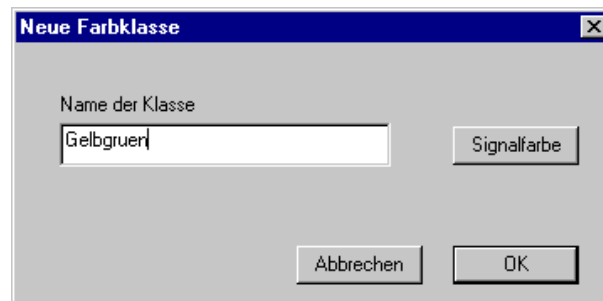 Neue Farbklasse
Name der Klasse
Gelbgruen
Signalfarbe
Abbrechen
OK